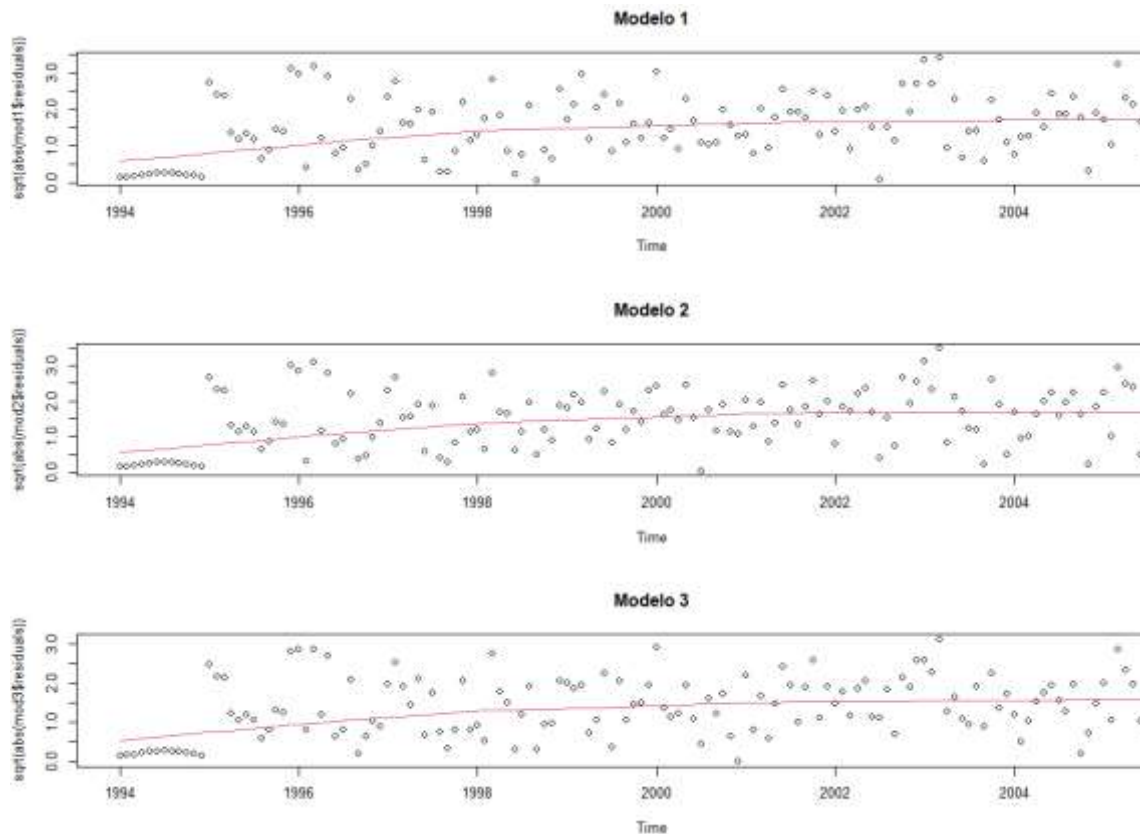 Modelo 1
sqrt(abs(mod1$residuals))
0.0 1.0 2.0 3.0
1994 1996 1998 2000 2002 2004
Time
Modelo 2
sqrt(abs(mod2$residuals))
0.0 1.0 2.0 3.0
1994 1996 1998 2000 2002 2004
Time
Modelo 3
sqrt(abs(mod3$residuals))
0.0 1.0 2.0 3.0
1994 1996 1998 2000 2002 2004
Time